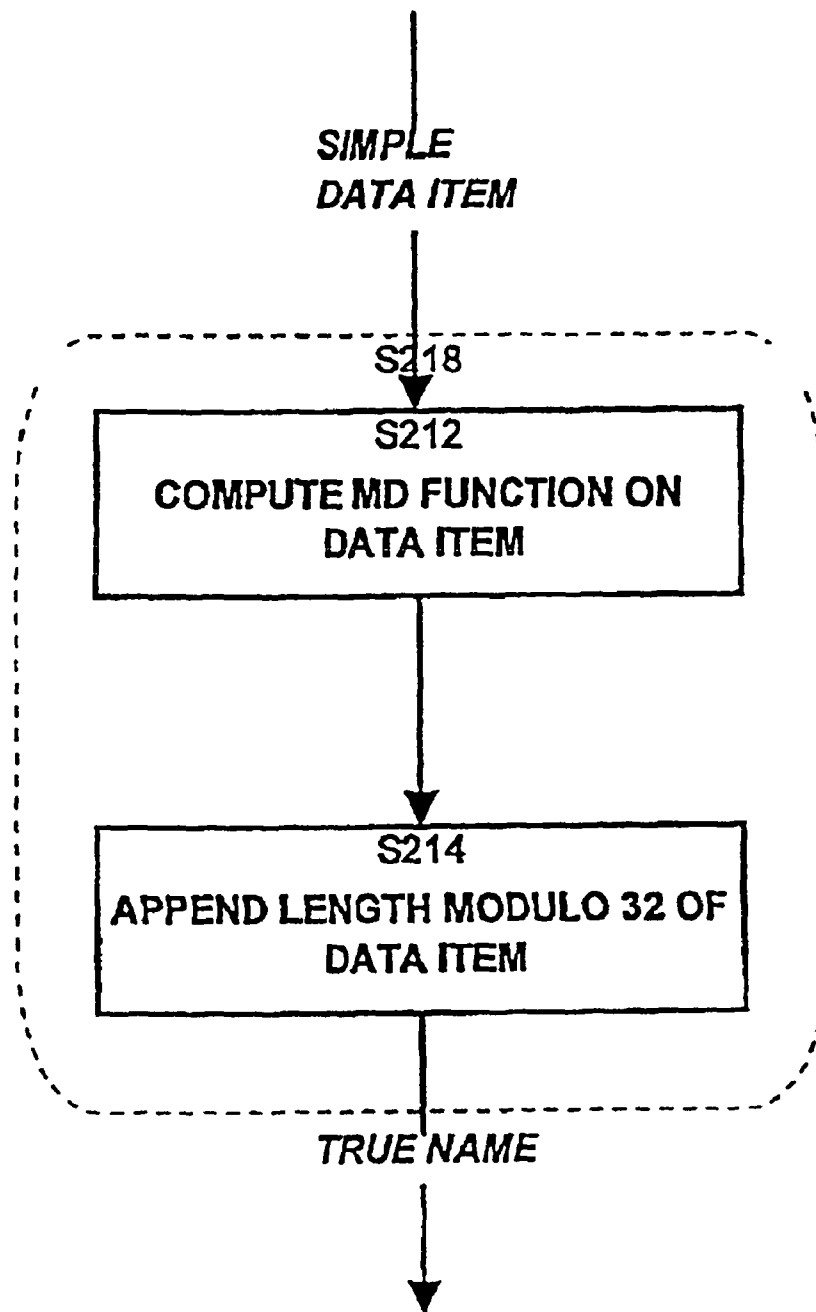 SIMPLE
DATA ITEM
S218
S212
COMPUTE MD FUNCTION ON
DATA ITEM
S214
APPEND LENGTH MODULO 32 OF
DATA ITEM
TRUE NAME